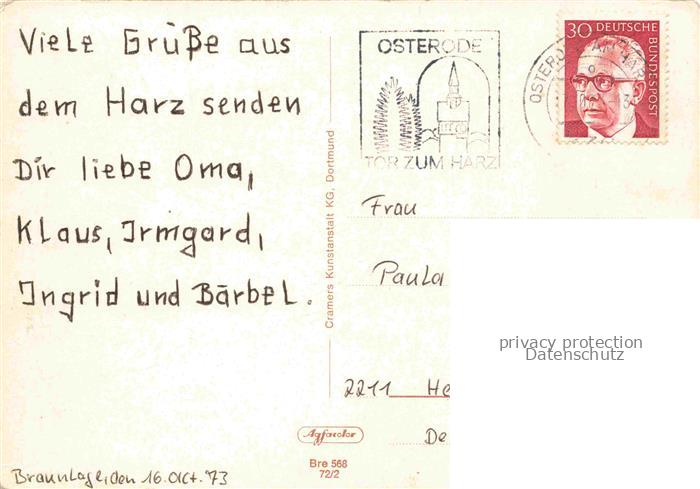 Viele Grüße aus
dem Harz senden
Dir liebe Oma,
Klaus, Irmgard,
Ingrid und Bärbel.
Braunlage, den 16. Okt. 73
Cramers Kunstanstalt KG, Dortmund
Agfacolor
Bre 568
72/2
OSTERODE
TOR ZUM HARZ
30 DEUTSCHE
BUNDESPOST
Frau
Paula
2211 He
De
privacy protection
Datenschutz